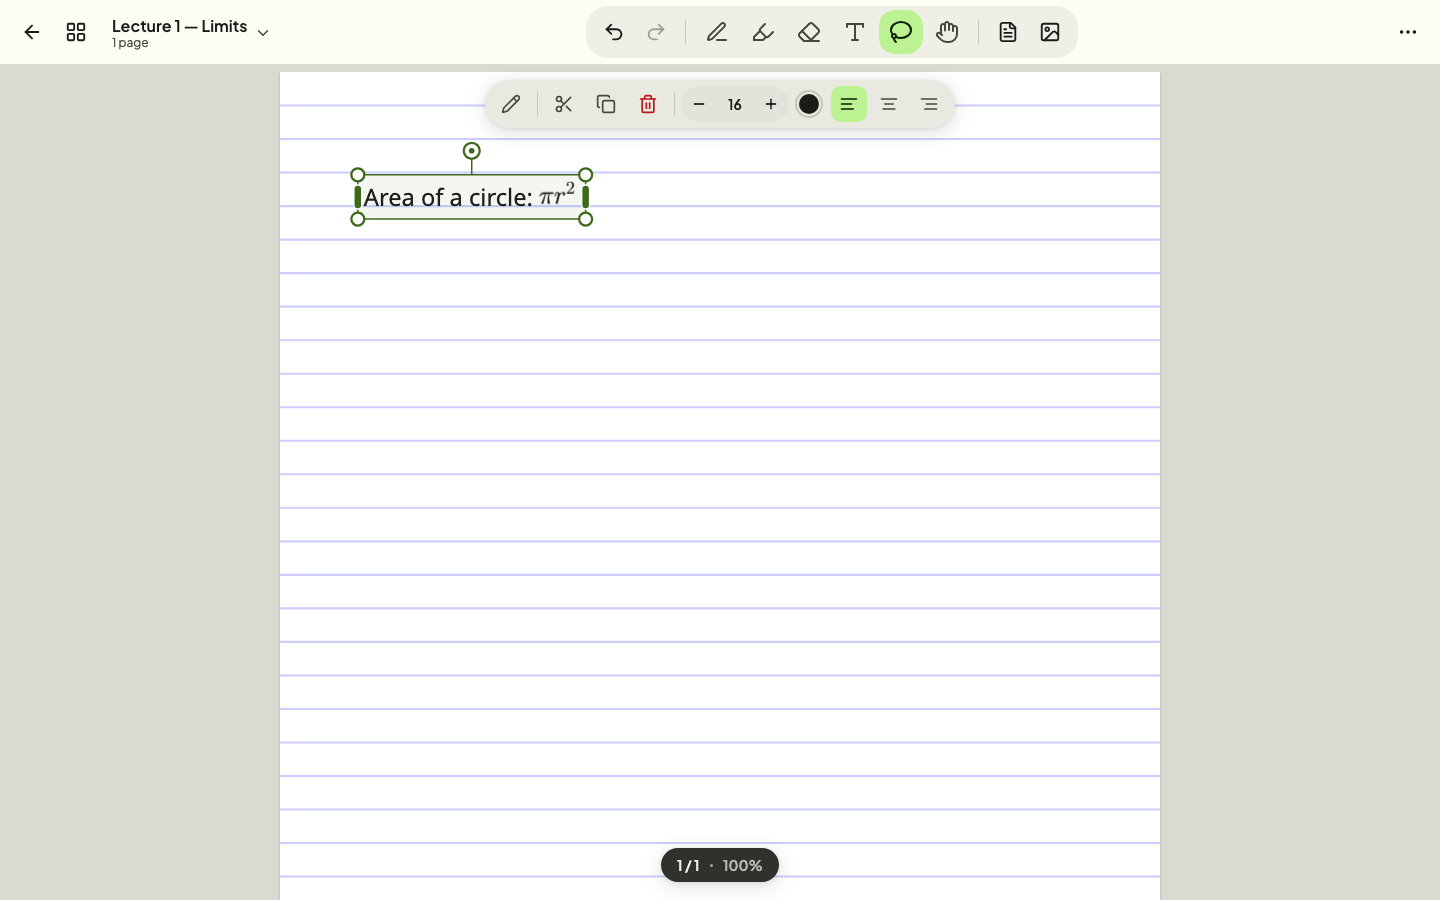 Lecture 1 — Limits
1 page
16
Area of a circle: πr²
1 / 1 · 100%